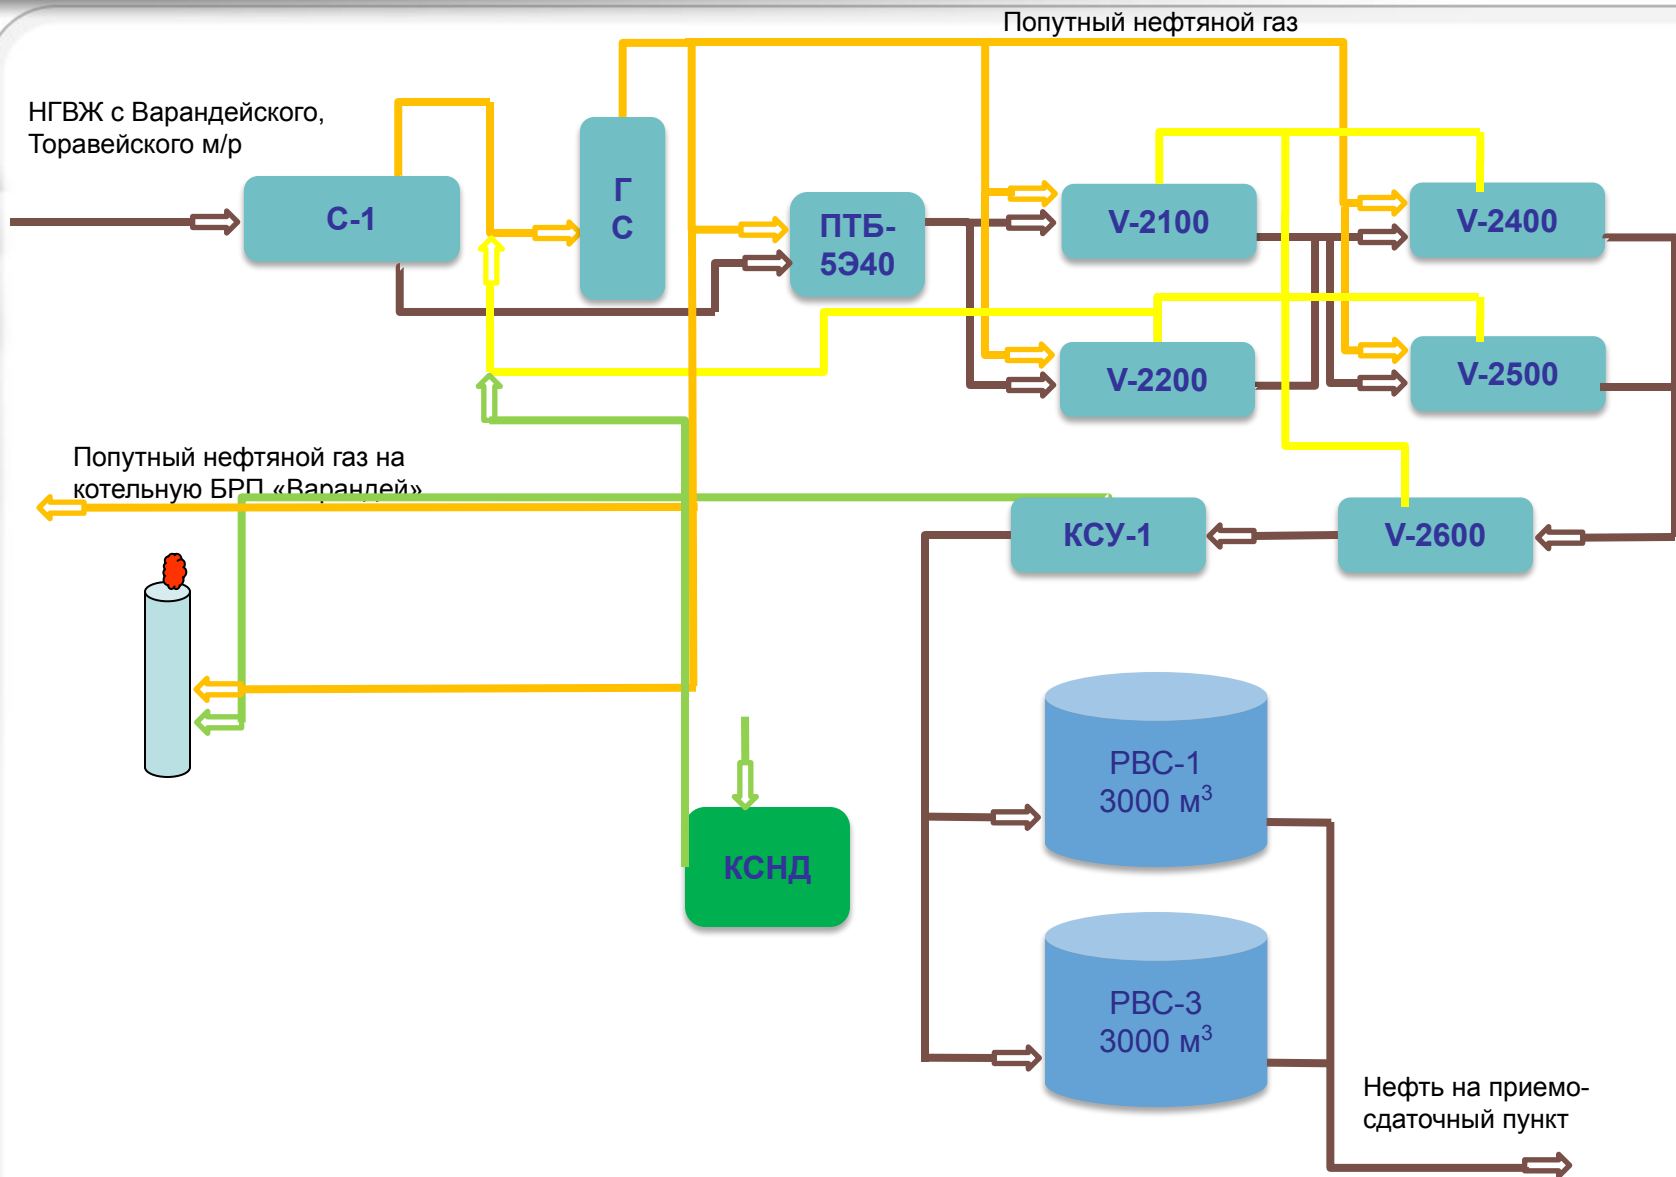 Попутный нефтяной газ
НГВЖ с Варандейского,
Торавейского м/р
С-1
Г
С
ПТБ-
5Э40
V-2100
V-2400
V-2200
V-2500
Попутный нефтяной газ на
котельную БРП «Варандей»
КСУ-1
V-2600
РВС-1
3000 м³
КСНД
РВС-3
3000 м³
Нефть на приемо-
сдаточный пункт